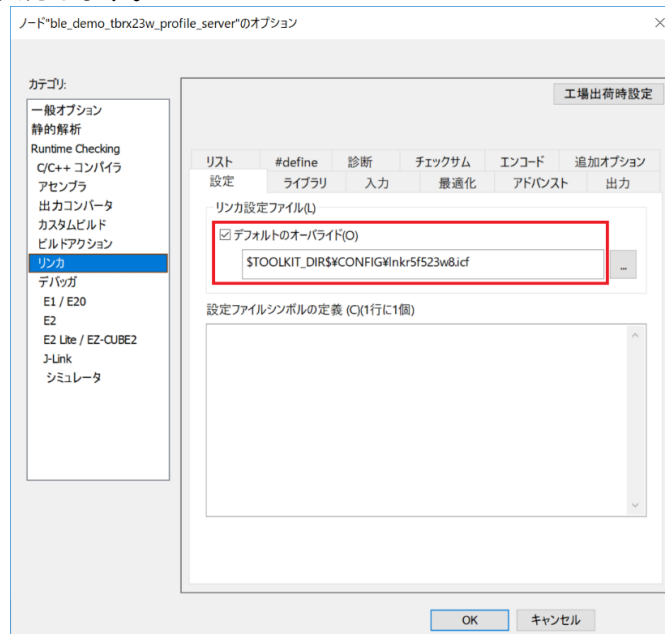 ノード"ble_demo_tbrx23w_profile_server"のオプション
カテゴリ:
工場出荷時設定
一般オプション
静的解析
Runtime Checking
C/C++ コンパイラ
アセンブラ
出力コンバータ
カスタムビルド
ビルドアクション
リンカ
デバッガ
E1 / E20
E2
E2 Lite / EZ-CUBE2
J-Link
シミュレータ
リスト #define 診断 チェックサム エンコード 追加オプション
設定 ライブラリ 入力 最適化 アドバンスト 出力
リンカ設定ファイル(L)
デフォルトのオーバライド(O)
$TOOLKIT_DIR$¥CONFIG¥lnkr5f523w8.icf
...
設定ファイルシンボルの定義 (C)(1行に1個)
OK キャンセル